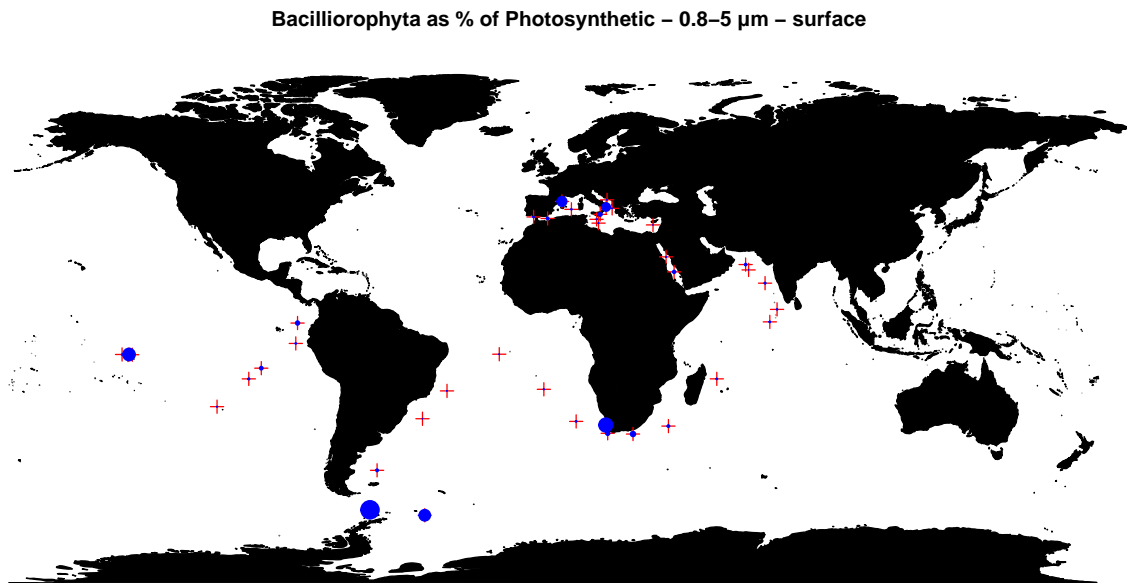 Bacilliorophyta as % of Photosynthetic − 0.8−5 µm − surface